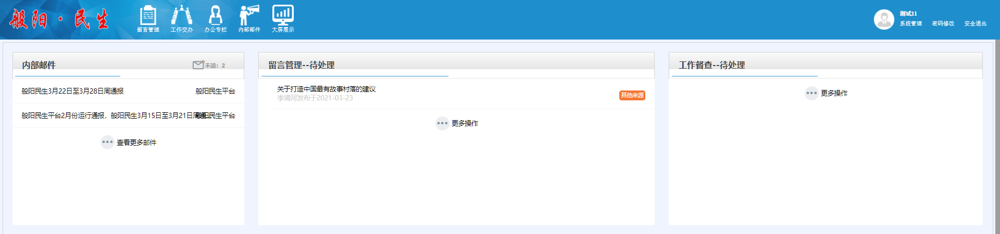 般阳·民生
留言管理 工作交办 办公专栏 内部邮件 大屏展示
测试11
系统管理 密码修改 安全退出
内部邮件
未读：2
般阳民生3月22日至3月28日周通报 般阳民生平台
般阳民生平台2月份运行通报，般阳民生3月15日至3月21日周通... 般阳民生平台
查看更多邮件
留言管理--待处理
关于打造中国最有故事村落的建议
李清河发布于2021-03-23
其他来源
更多操作
工作督查--待处理
更多操作